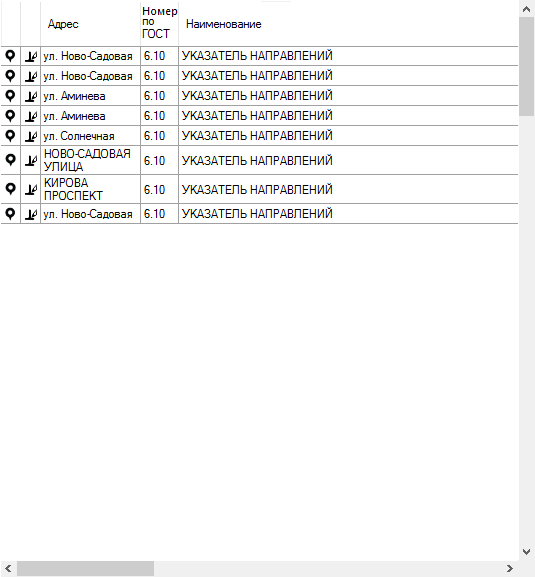 Адрес Номер по ГОСТ Наименование
ул. Ново-Садовая 6.10 УКАЗАТЕЛЬ НАПРАВЛЕНИЙ
ул. Ново-Садовая 6.10 УКАЗАТЕЛЬ НАПРАВЛЕНИЙ
ул. Аминева 6.10 УКАЗАТЕЛЬ НАПРАВЛЕНИЙ
ул. Аминева 6.10 УКАЗАТЕЛЬ НАПРАВЛЕНИЙ
ул. Солнечная 6.10 УКАЗАТЕЛЬ НАПРАВЛЕНИЙ
НОВО-САДОВАЯ УЛИЦА 6.10 УКАЗАТЕЛЬ НАПРАВЛЕНИЙ
КИРОВА ПРОСПЕКТ 6.10 УКАЗАТЕЛЬ НАПРАВЛЕНИЙ
ул. Ново-Садовая 6.10 УКАЗАТЕЛЬ НАПРАВЛЕНИЙ